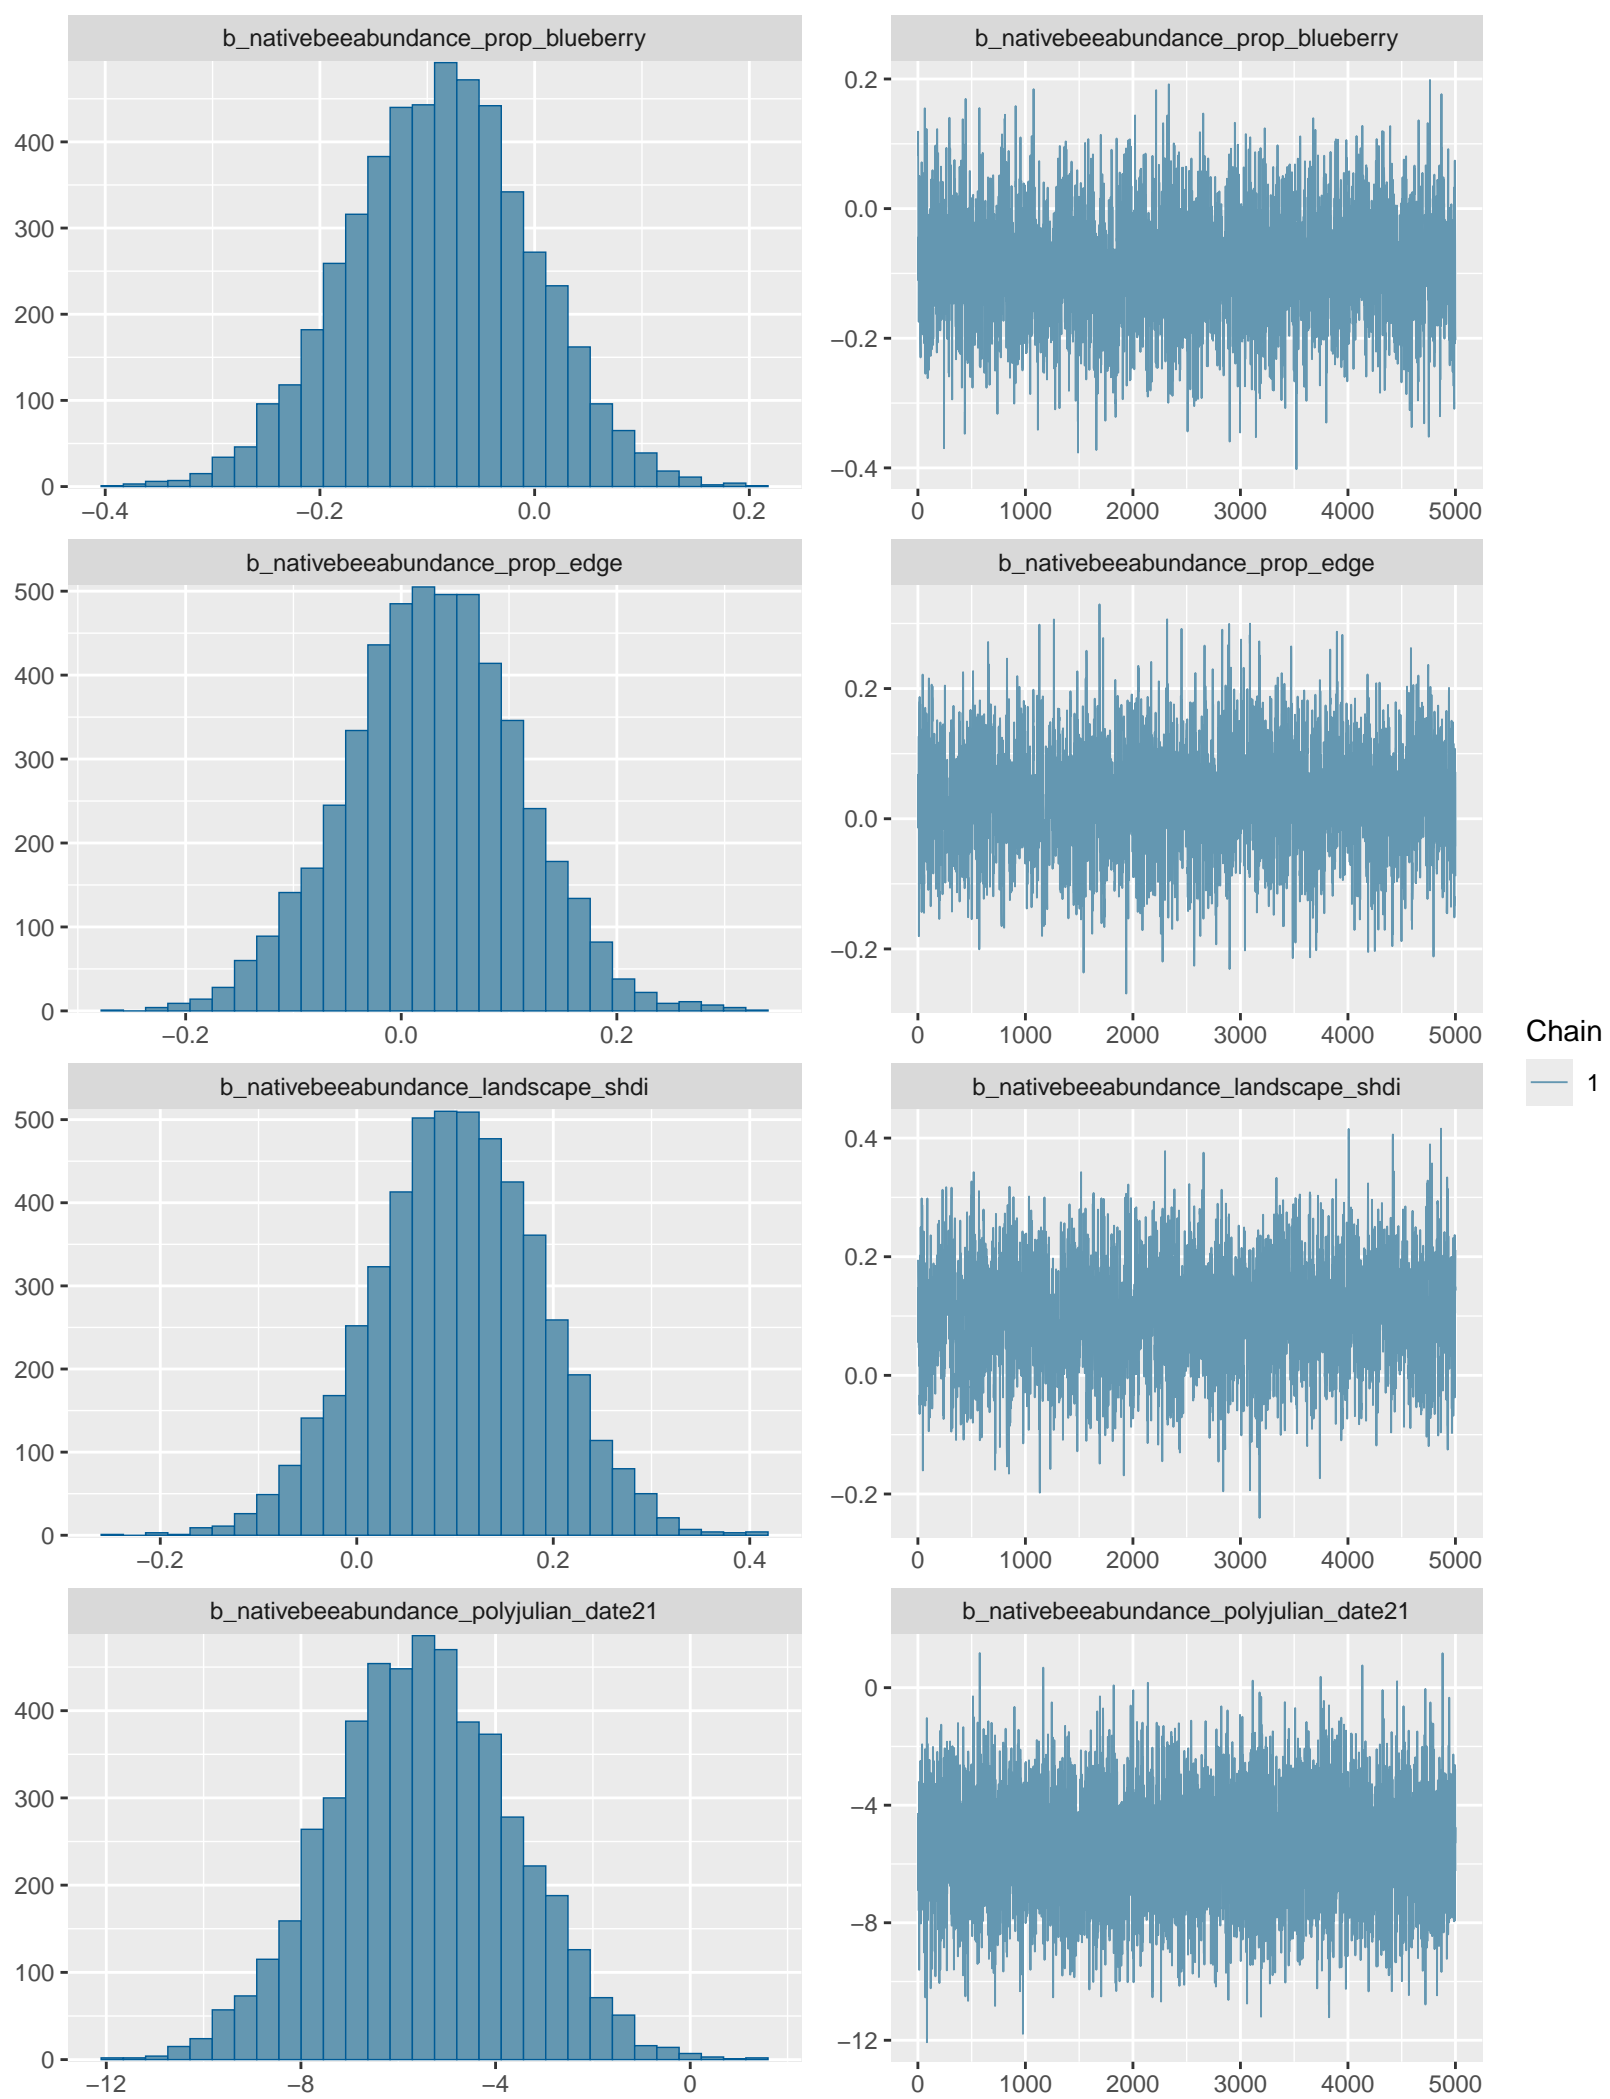 b_nativebeeabundance_prop_blueberry b_nativebeeabundance_prop_blueberry
400
300
200
100
0
−0.4 −0.2 0.0 0.2
0.2
0.0
−0.2
−0.4
0 1000 2000 3000 4000 5000
b_nativebeeabundance_prop_edge b_nativebeeabundance_prop_edge
500
400
300
200
100
0
−0.2 0.0 0.2
0.2
0.0
−0.2
0 1000 2000 3000 4000 5000
Chain
1
b_nativebeeabundance_landscape_shdi b_nativebeeabundance_landscape_shdi
500
400
300
200
100
0
−0.2 0.0 0.2 0.4
0.4
0.2
0.0
−0.2
0 1000 2000 3000 4000 5000
b_nativebeeabundance_polyjulian_date21 b_nativebeeabundance_polyjulian_date21
400
300
200
100
0
−12 −8 −4 0
0
−4
−8
−12
0 1000 2000 3000 4000 5000